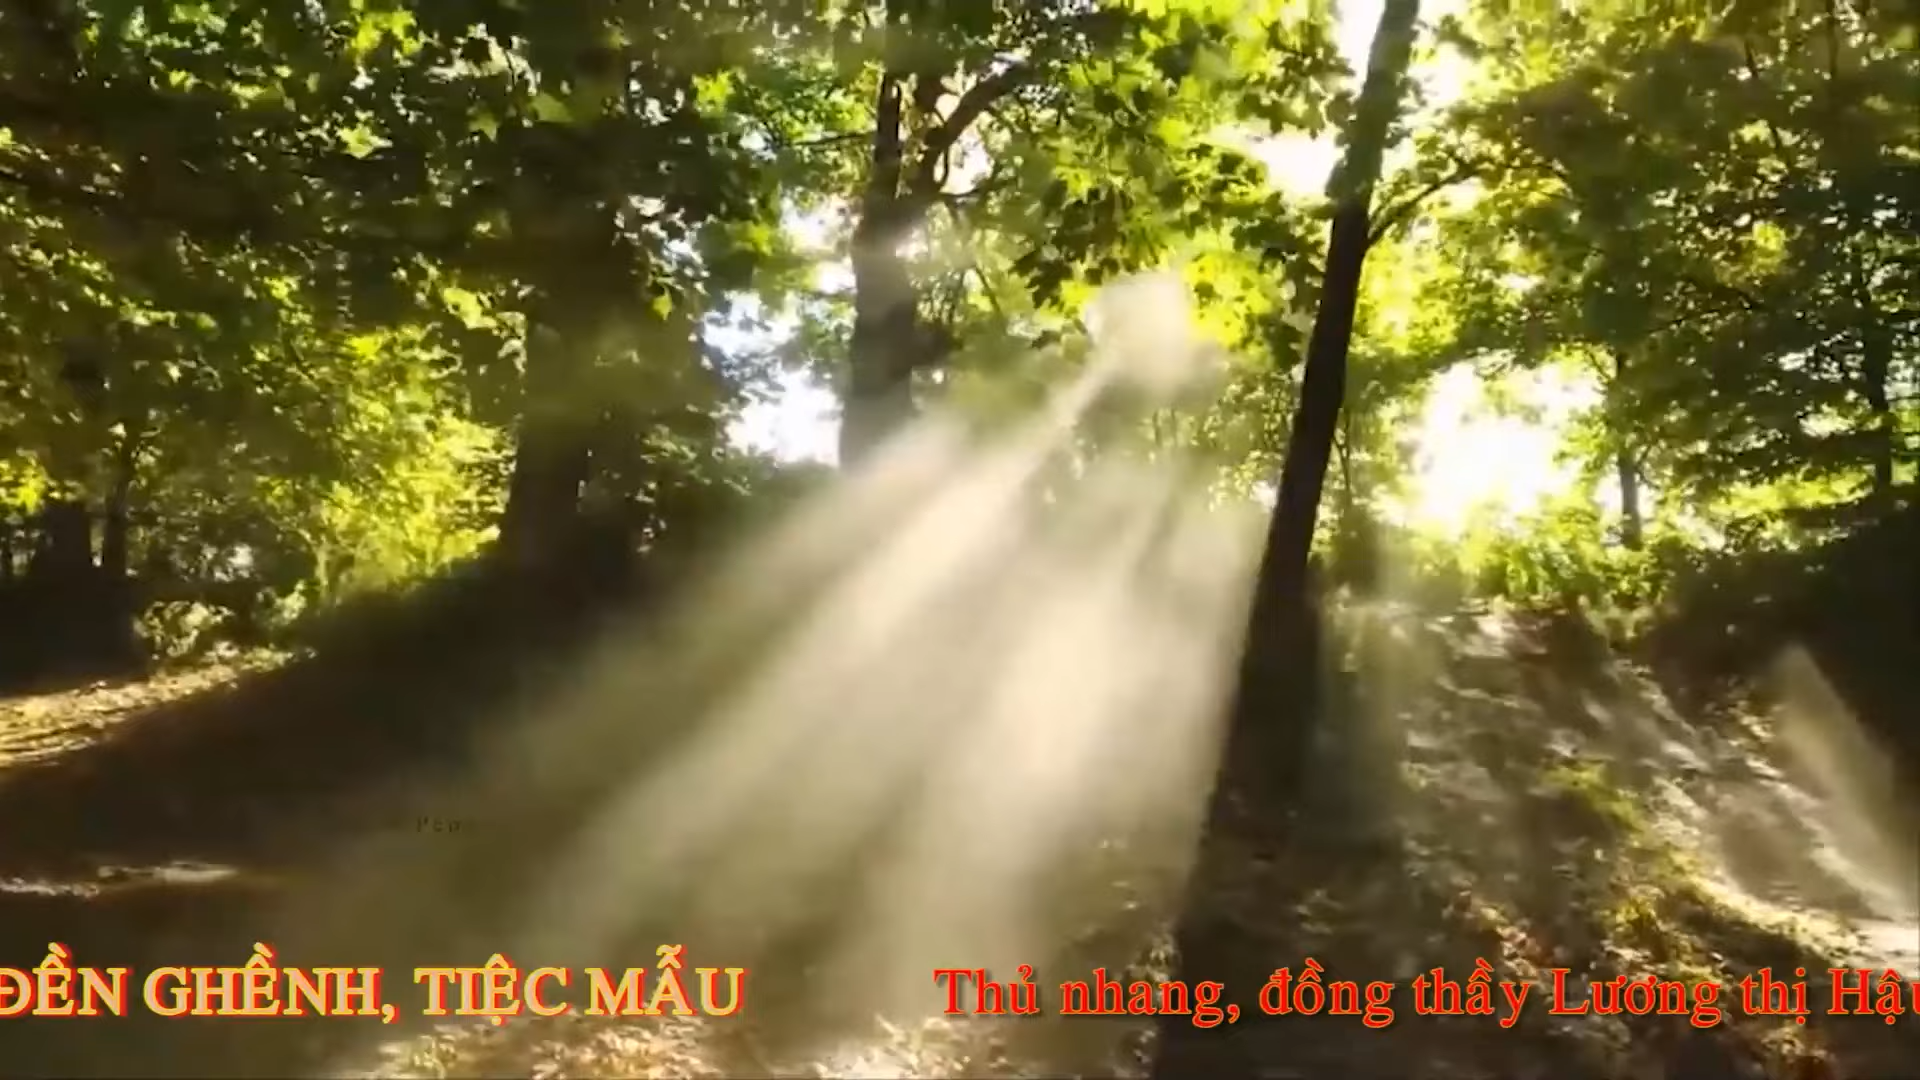 ĐỀN GHỀNH, TIỆC MẪU
Thủ nhang, đồng thầy Lương thị Hậu